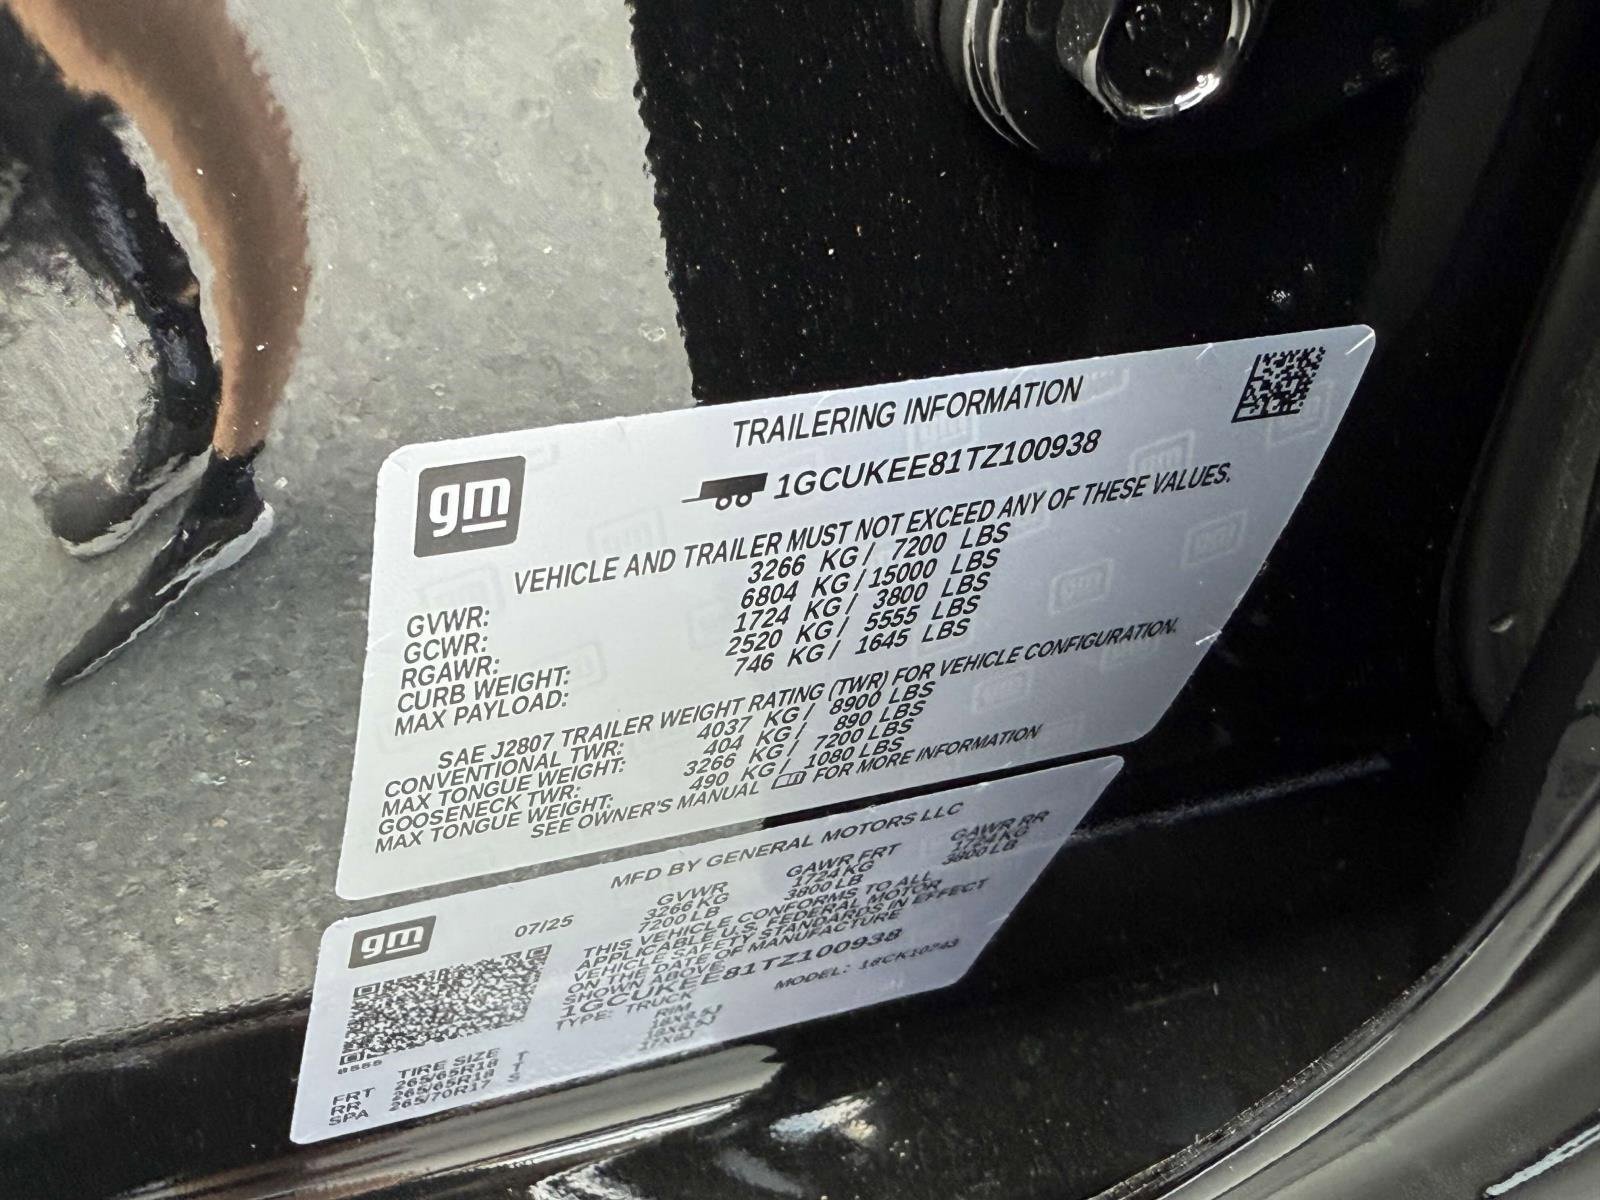 TRAILERING INFORMATION
gm
1GCUKEE81TZ100938
VEHICLE AND TRAILER MUST NOT EXCEED ANY OF THESE VALUES.
GVWR: 3266 KG / 7200 LBS
GCWR: 6804 KG / 15000 LBS
RGAWR: 1724 KG / 3800 LBS
CURB WEIGHT: 2520 KG / 5555 LBS
MAX PAYLOAD: 746 KG / 1645 LBS
SAE J2807 TRAILER WEIGHT RATING (TWR) FOR VEHICLE CONFIGURATION.
CONVENTIONAL TWR: 4037 KG / 8900 LBS
MAX TONGUE WEIGHT: 404 KG / 890 LBS
GOOSENECK TWR: 3266 KG / 7200 LBS
MAX TONGUE WEIGHT: 490 KG / 1080 LBS
SEE OWNER'S MANUAL FOR MORE INFORMATION
MFD BY GENERAL MOTORS LLC
gm
07/25
GVWR GAWR FRT GAWR RR
3266 KG 1724 KG 1724 KG
7200 LB 3800 LB 3800 LB
THIS VEHICLE CONFORMS TO ALL
APPLICABLE U.S. FEDERAL MOTOR
VEHICLE SAFETY STANDARDS IN EFFECT
ON THE DATE OF MANUFACTURE
SHOWN ABOVE
1GCUKEE81TZ100938
TYPE: TRUCK MODEL:
TIRE SIZE RIM
FRT 265/65R18 T
RR 265/65R18 T
SPA 265/70R17 S